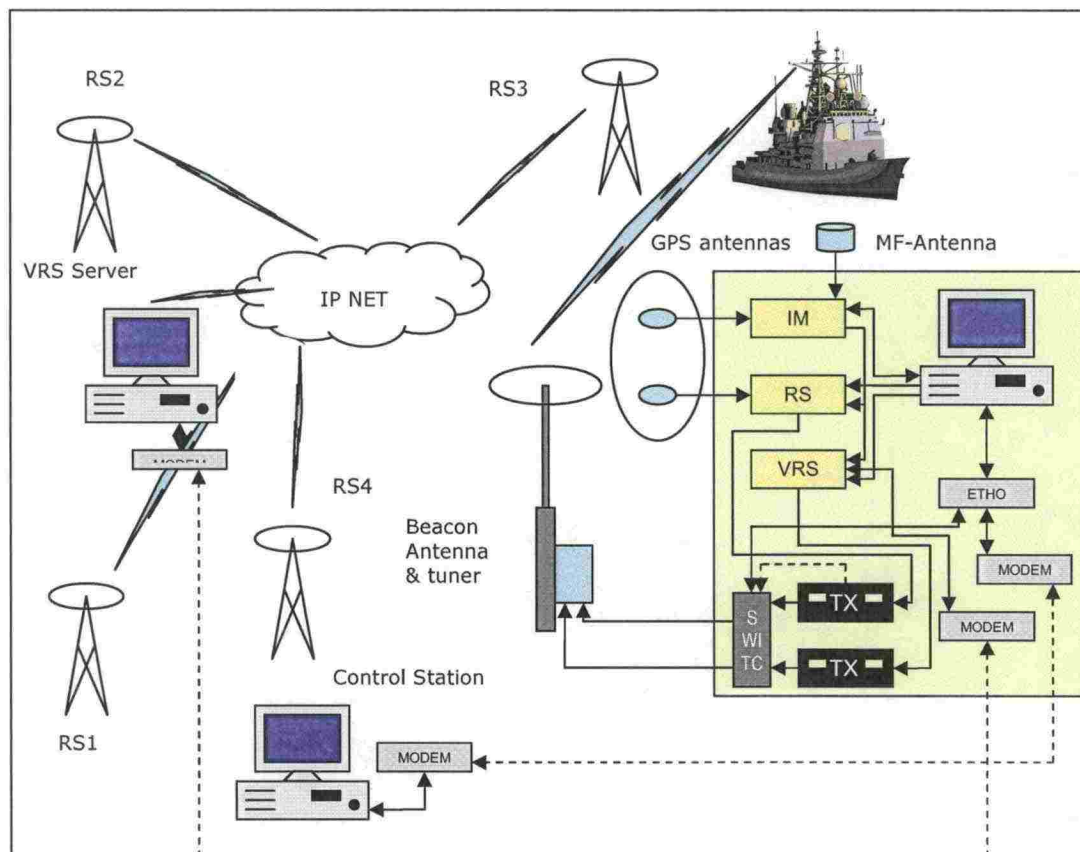 RS2
RS3
VRS Server
IP NET
GPS antennas
MF-Antenna
IM
RS
VRS
MODEM
RS4
ETHO
Beacon
Antenna
& tuner
MODEM
TX
S
WI
TC
MODEM
TX
Control Station
RS1
MODEM